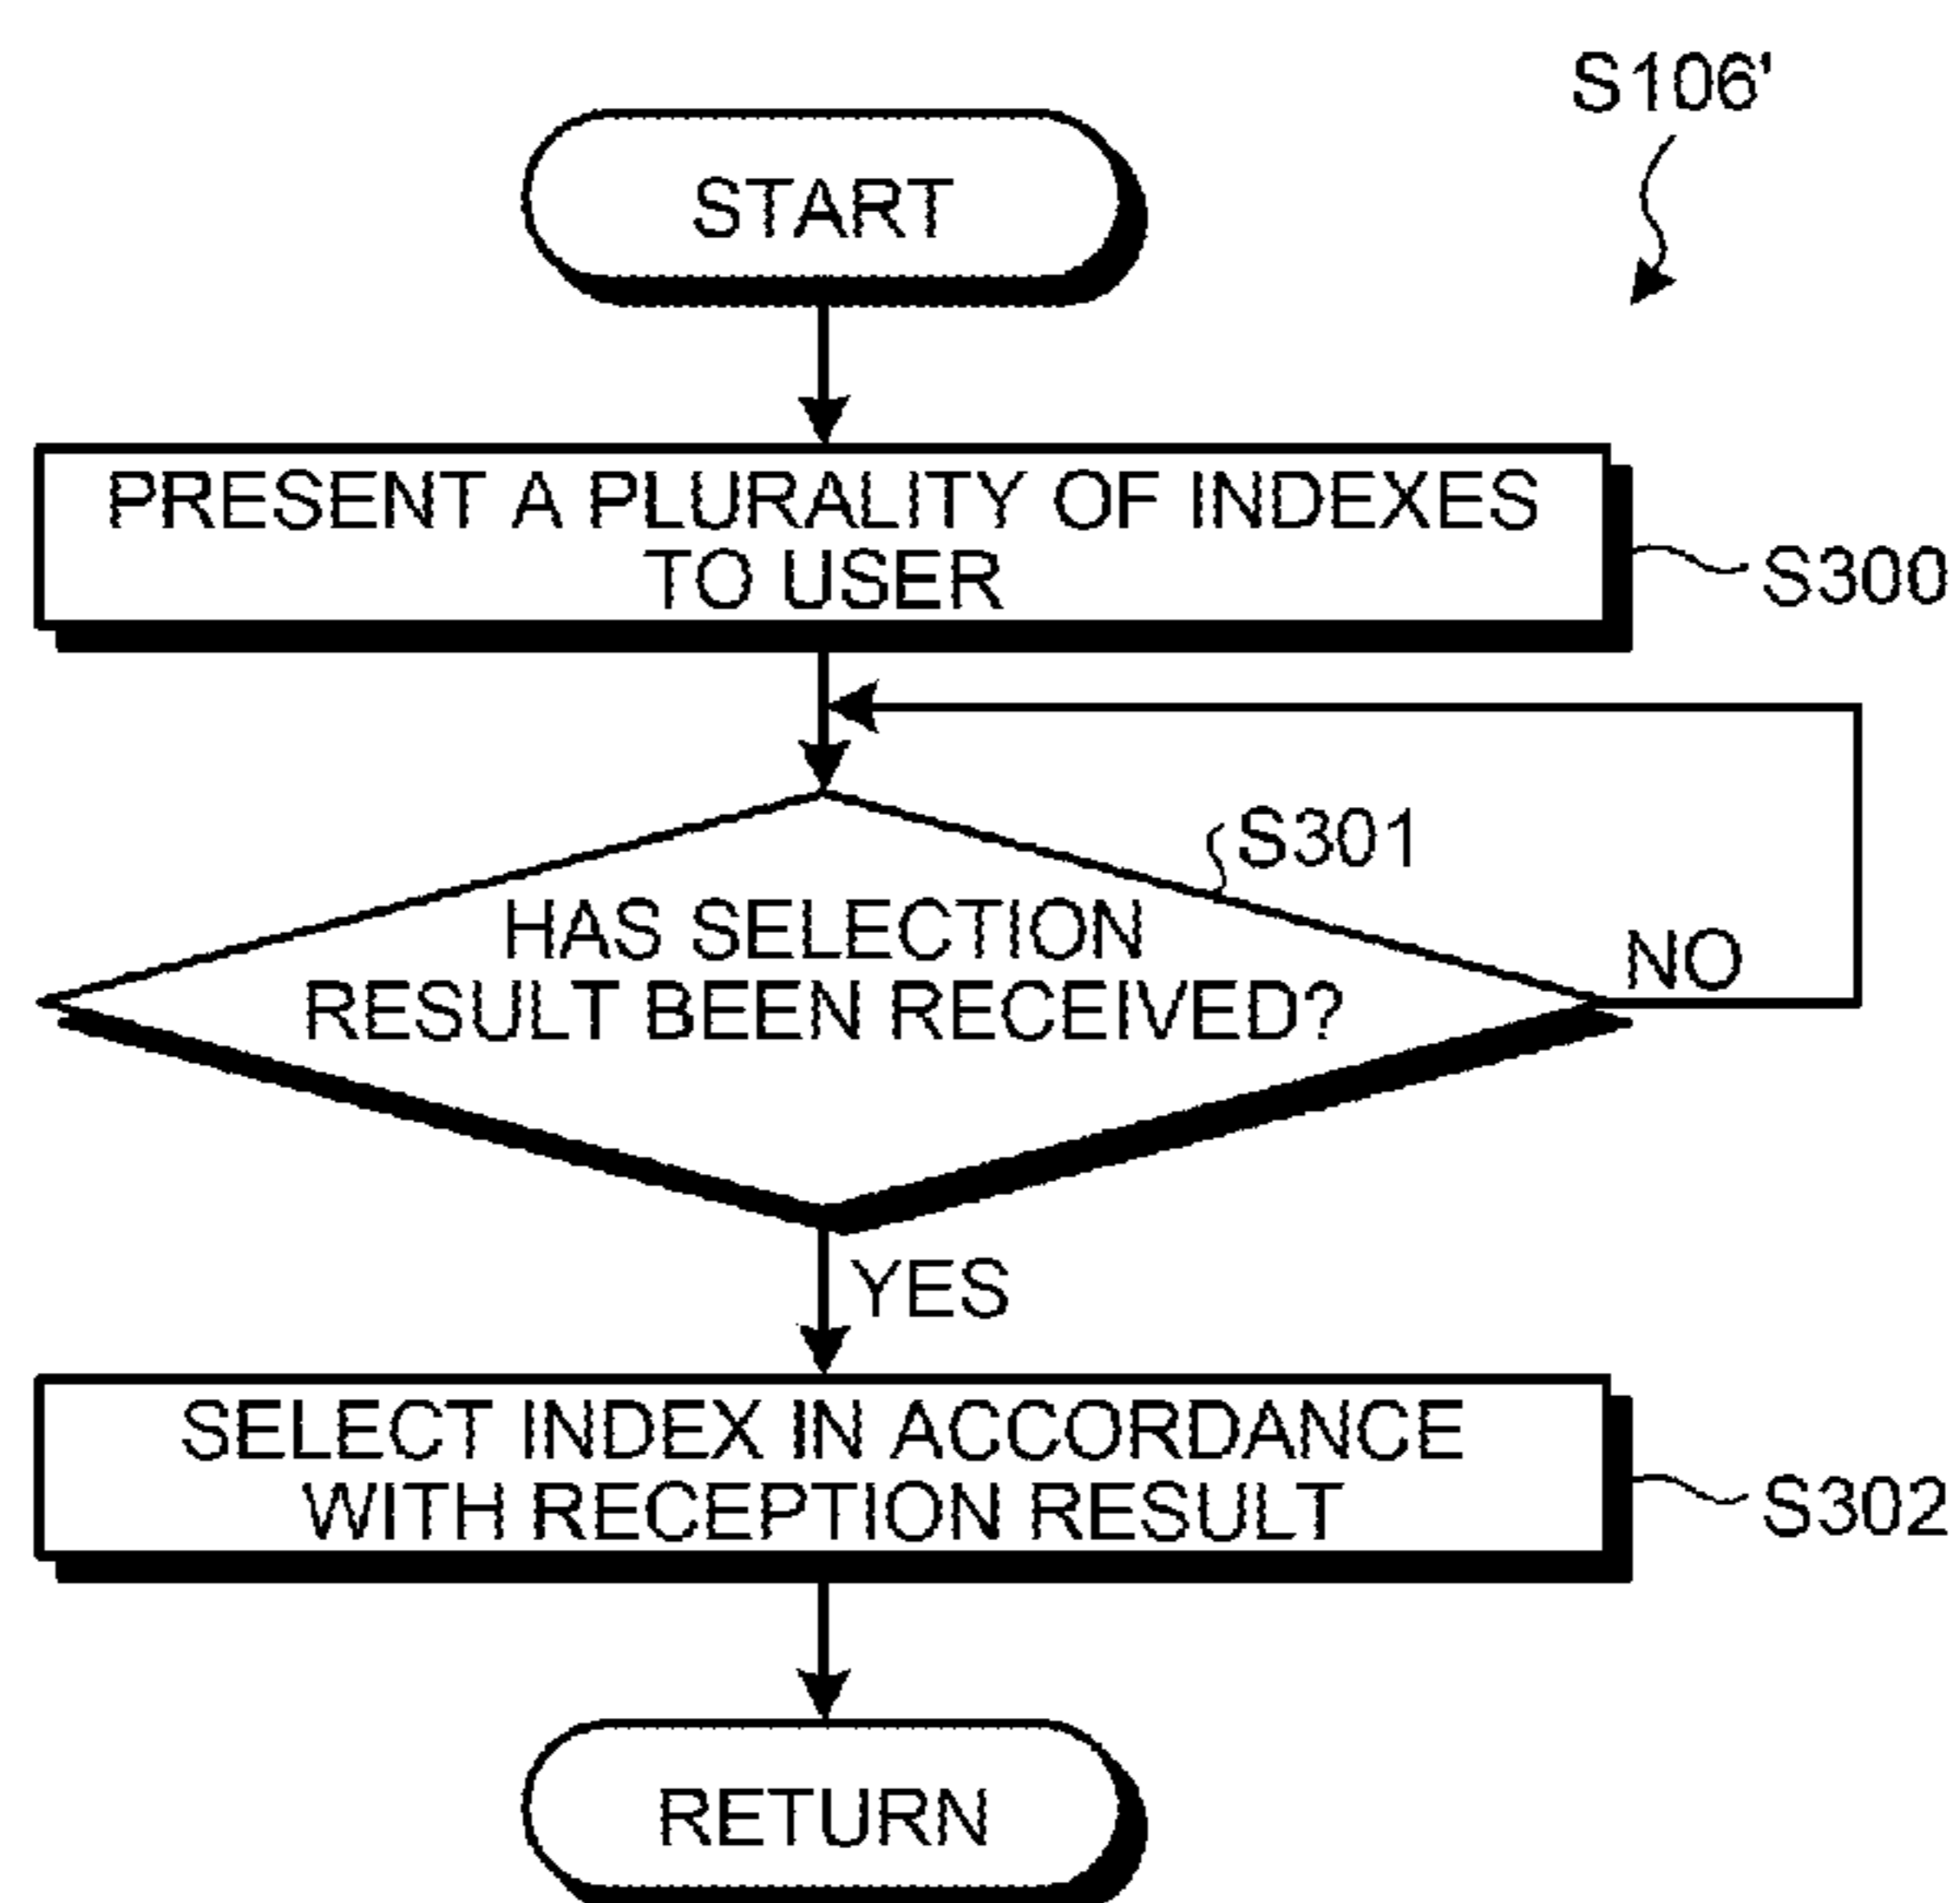 S106'
START
PRESENT A PLURALITY OF INDEXES
TO USER
S300
S301
HAS SELECTION
RESULT BEEN RECEIVED?
NO
YES
SELECT INDEX IN ACCORDANCE
WITH RECEPTION RESULT
S302
RETURN